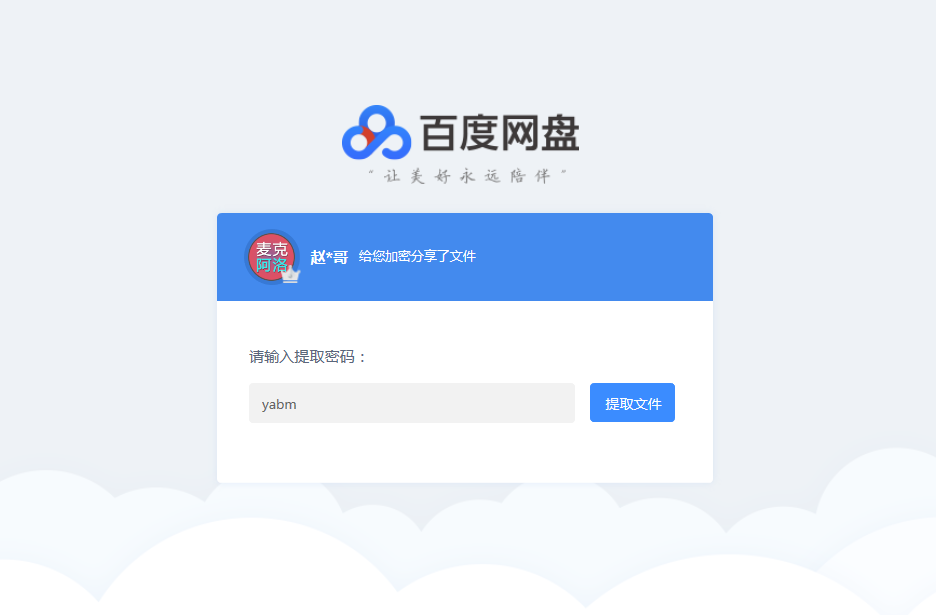 百度网盘
“让美好永远陪伴”
麦克
阿洛
赵*哥 给您加密分享了文件
请输入提取密码：
yabm 提取文件